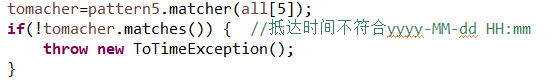 tomacher=pattern5.matcher(all[5]);
if(!tomacher.matches()) {  //抵达时间不符合yyyy-MM-dd HH:mm
    throw new ToTimeException();
}